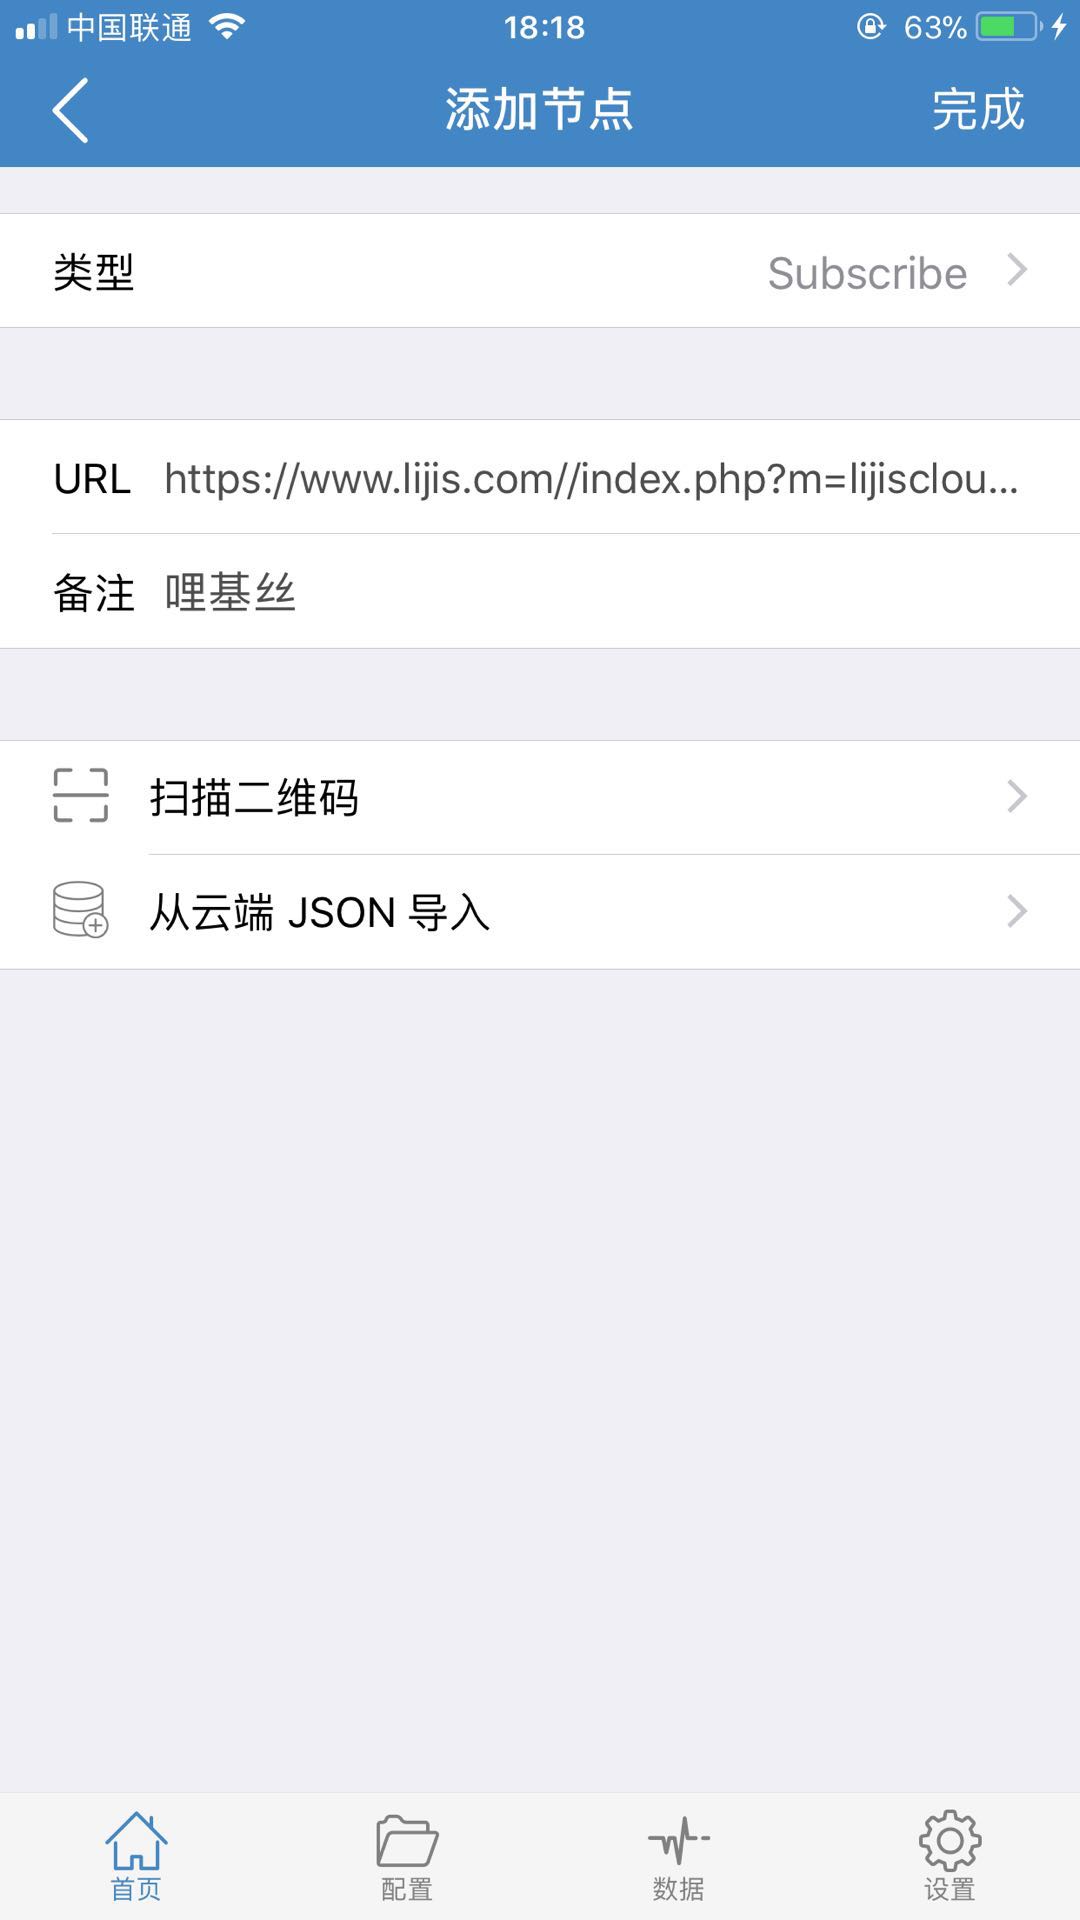 中国联通 18:18 63%
添加节点 完成
类型 Subscribe
URL https://www.lijis.com//index.php?m=lijisclou...
备注 哩基丝
扫描二维码
从云端 JSON 导入
首页 配置 数据 设置